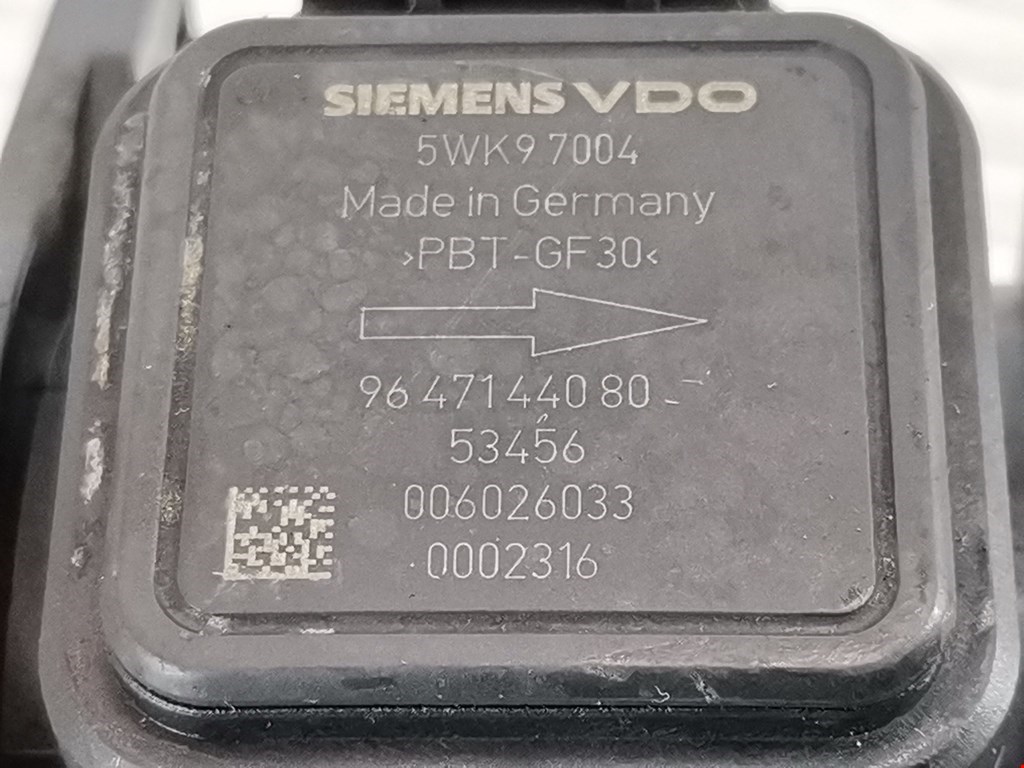 SIEMENS VDO
5WK9 7004
Made in Germany
>PBT-GF30<
96 471 440 80
53456
006026033
0002316